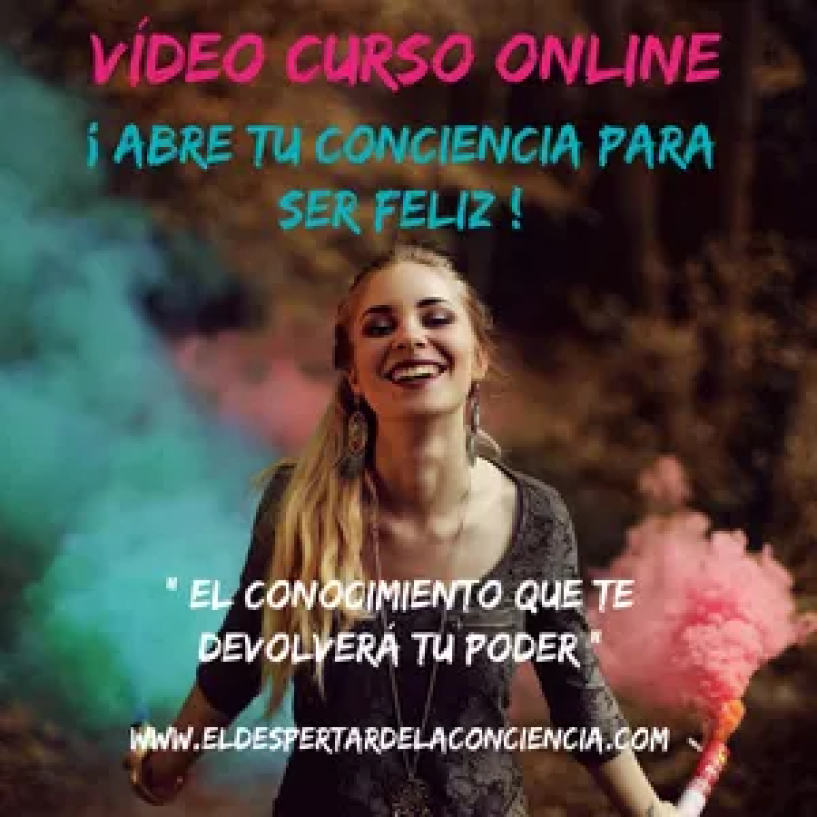 VÍDEO CURSO ONLINE
¡ ABRE TU CONCIENCIA PARA
SER FELIZ !
" EL CONOCIMIENTO QUE TE
DEVOLVERÁ TU PODER "
WWW.ELDESPERTARDELACONCIENCIA.COM